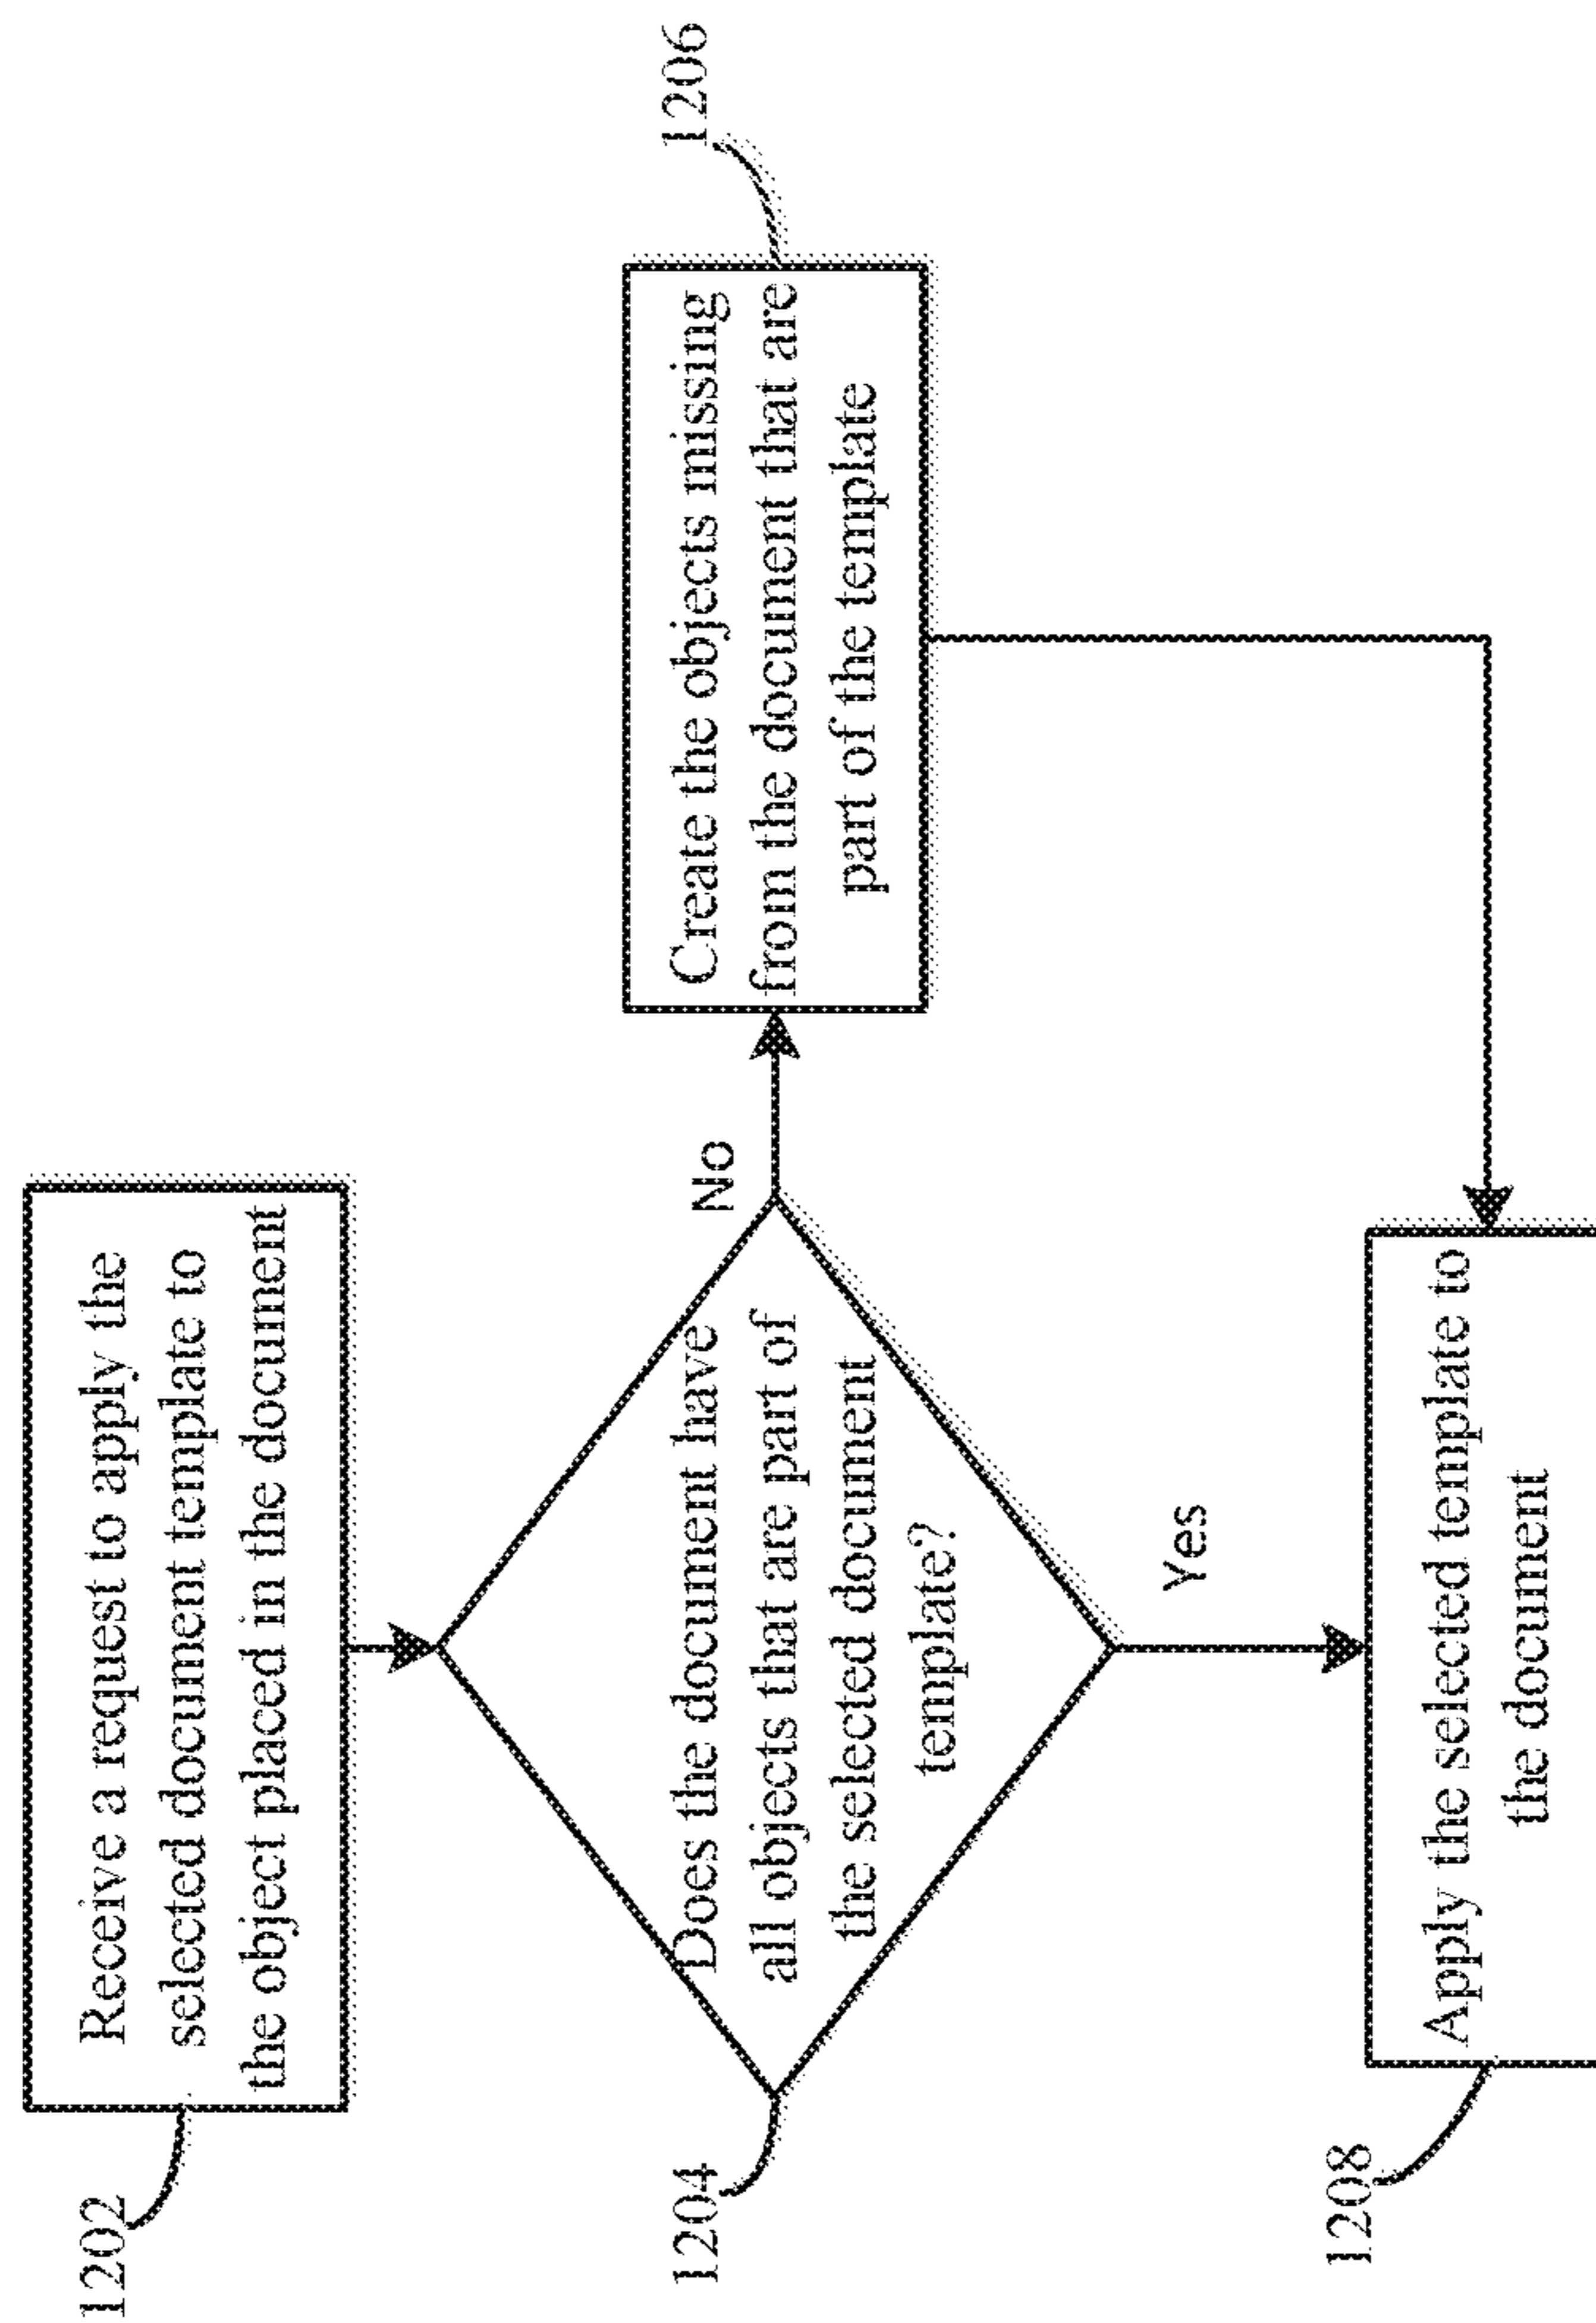 1202
Receive a request to apply the
selected document template to
the object placed in the document
1204
Does the document have
all objects that are part of
the selected document
template?
No
1206
Create the objects missing
from the document that are
part of the template
Yes
1208
Apply the selected template to
the document